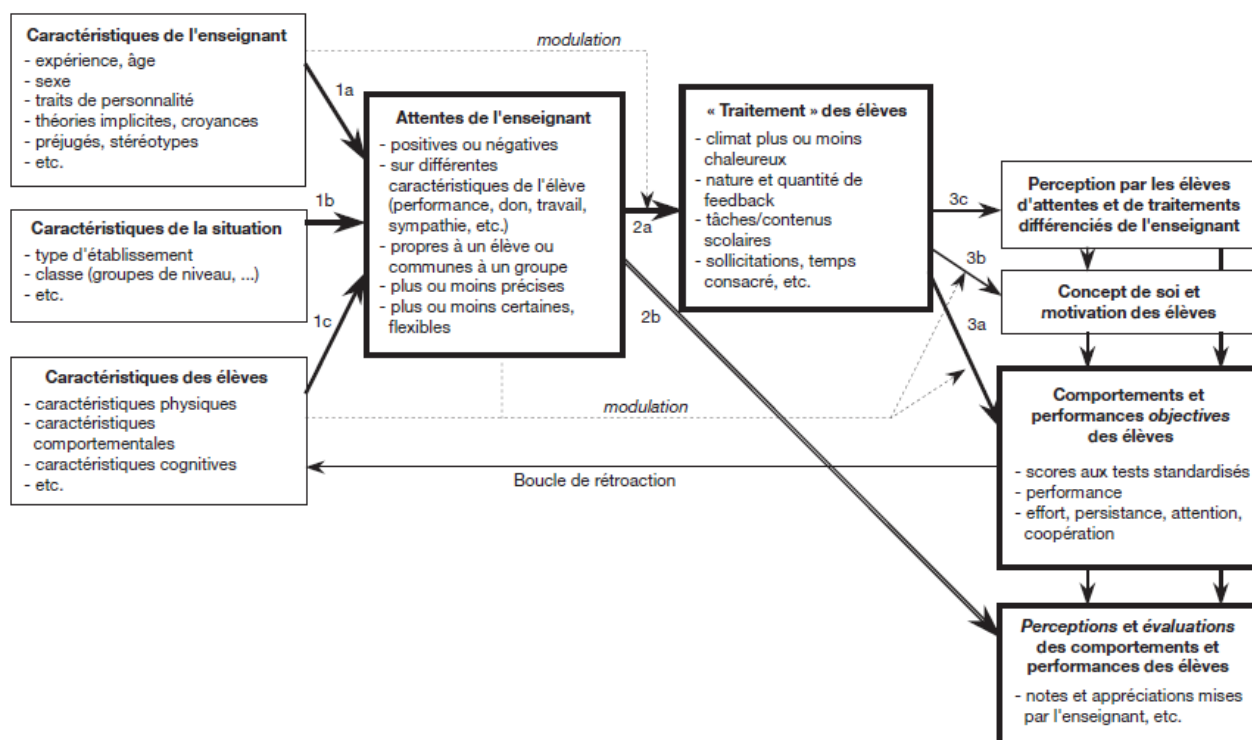 Caractéristiques de l'enseignant
- expérience, âge
- sexe
- traits de personnalité
- théories implicites, croyances
- préjugés, stéréotypes
- etc.
Caractéristiques de la situation
- type d'établissement
- classe (groupes de niveau, ...)
- etc.
Caractéristiques des élèves
- caractéristiques physiques
- caractéristiques
comportementales
- caractéristiques cognitives
- etc.
modulation
1a
1b
1c
Attentes de l'enseignant
- positives ou négatives
- sur différentes
caractéristiques de l'élève
(performance, don, travail,
sympathie, etc.)
- propres à un élève ou
communes à un groupe
- plus ou moins précises
- plus ou moins certaines,
flexibles
2a
2b
modulation
Boucle de rétroaction
« Traitement » des élèves
- climat plus ou moins
chaleureux
- nature et quantité de
feedback
- tâches/contenus
scolaires
- sollicitations, temps
consacré, etc.
3c
3b
3a
Perception par les élèves
d'attentes et de traitements
différenciés de l'enseignant
Concept de soi et
motivation des élèves
Comportements et
performances objectives
des élèves
- scores aux tests standardisés
- performance
- effort, persistance, attention,
coopération
Perceptions et évaluations
des comportements et
performances des élèves
- notes et appréciations mises
par l'enseignant, etc.